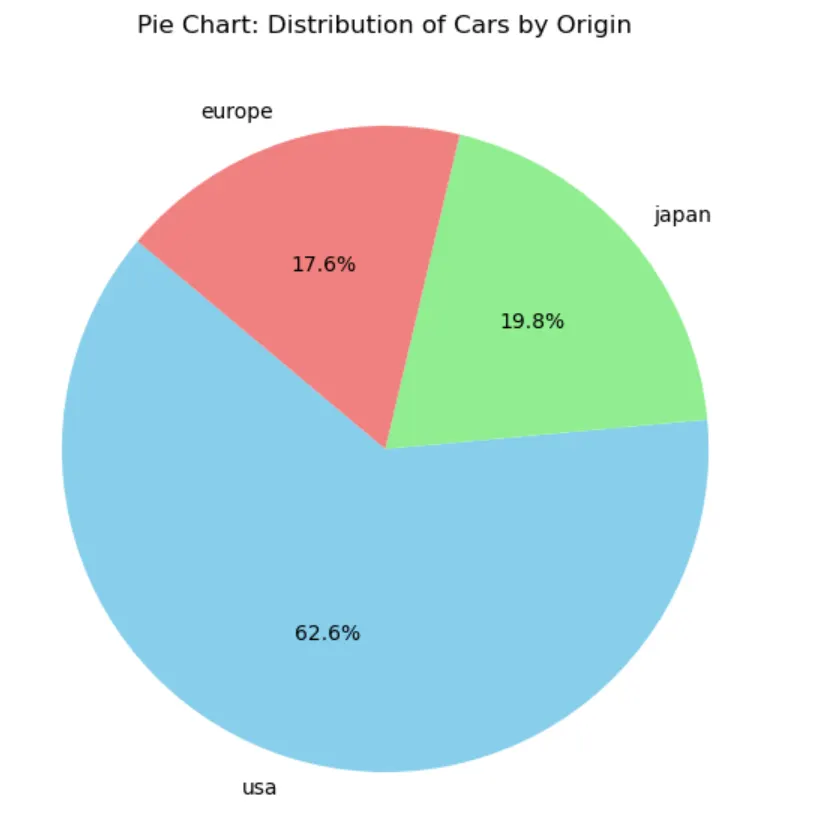 Pie Chart: Distribution of Cars by Origin
europe
japan
17.6%
19.8%
62.6%
usa